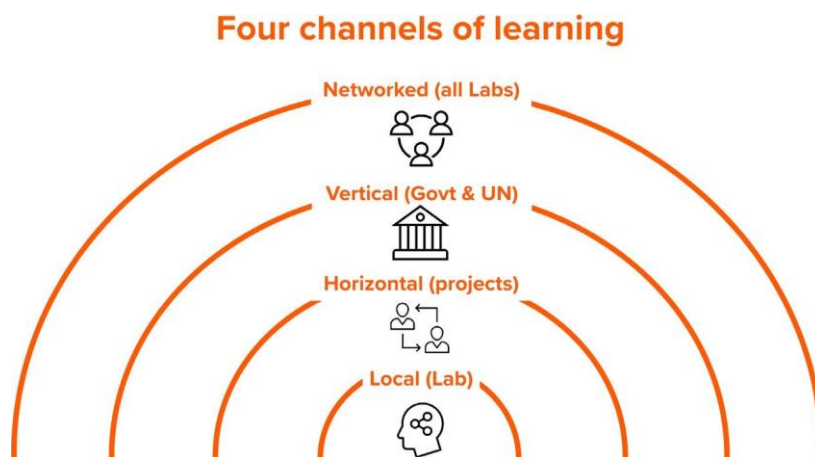 Four channels of learning
Networked (all Labs)
Vertical (Govt & UN)
Horizontal (projects)
Local (Lab)